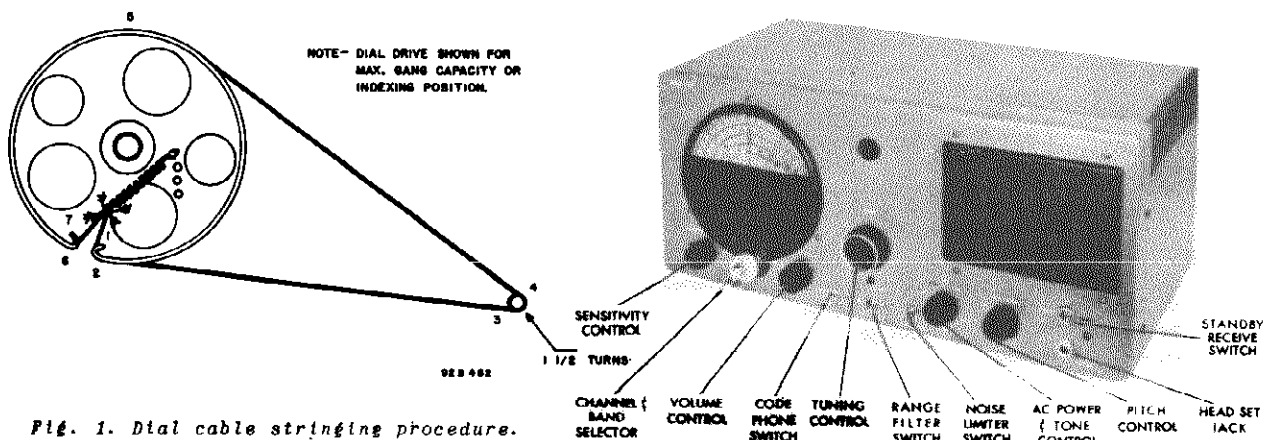 5
NOTE- DIAL DRIVE SHOWN FOR
MAX. GANG CAPACITY OR
INDEXING POSITION.
7
1
6
2
4
3
1 1/2 TURNS
92B 462
Fig. 1. Dial cable stringing procedure.
SENSITIVITY
CONTROL
CHANNEL &
BAND
SELECTOR
VOLUME
CONTROL
CODE
PHONE
SWITCH
TUNING
CONTROL
RANGE
FILTER
SWITCH
NOISE
LIMITER
SWITCH
AC POWER
& TONE
CONTROL
PITCH
CONTROL
HEAD SET
JACK
STANDBY
RECEIVE
SWITCH